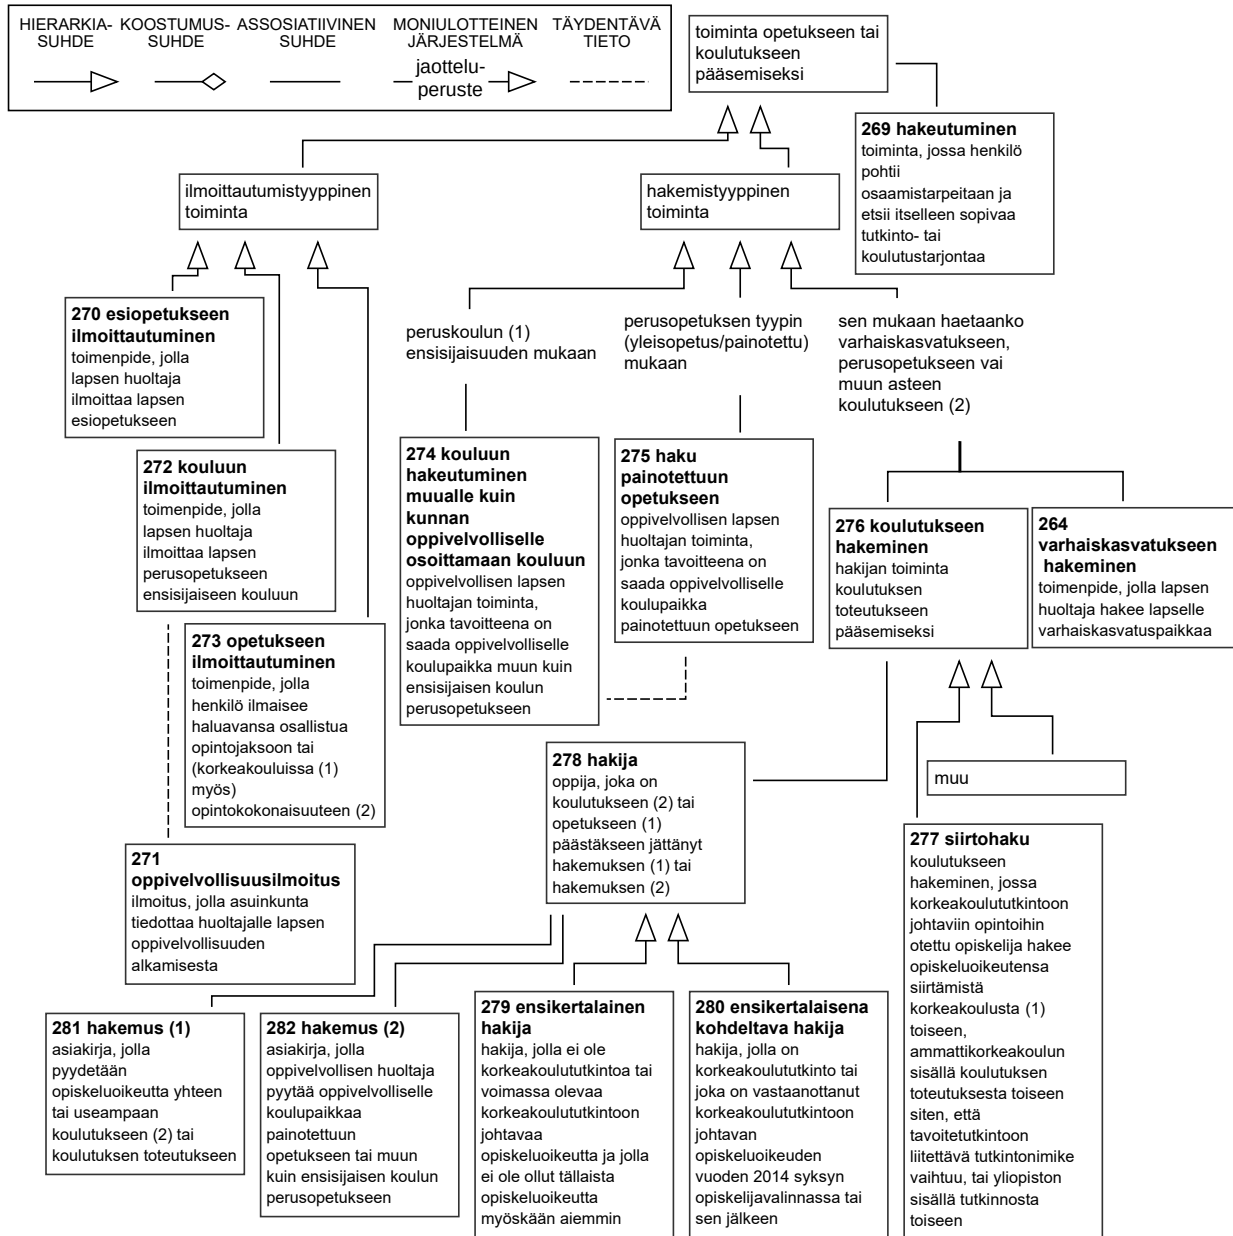 HIERARKIA-
SUHDE
KOOSTUMUS-
SUHDE
ASSOSIATIIVINEN
SUHDE
MONIULOTTEINEN
JÄRJESTELMÄ
jaottelu-
peruste
TÄYDENTÄVÄ
TIETO
toiminta opetukseen tai
koulutukseen
pääsemiseksi
269 hakeutuminen
toiminta, jossa henkilö
pohtii
osaamistarpeitaan ja
etsii itselleen sopivaa
tutkinto- tai
koulutustarjontaa
ilmoittautumistyyppinen
toiminta
hakemistyyppinen
toiminta
270 esiopetukseen
ilmoittautuminen
toimenpide, jolla
lapsen huoltaja
ilmoittaa lapsen
esiopetukseen
peruskoulun (1)
ensisijaisuuden mukaan
perusopetuksen tyypin
(yleisopetus/painotettu)
mukaan
sen mukaan haetaanko
varhaiskasvatukseen,
perusopetukseen vai
muun asteen
koulutukseen (2)
272 kouluun
ilmoittautuminen
toimenpide, jolla
lapsen huoltaja
ilmoittaa lapsen
perusopetukseen
ensisijaiseen kouluun
274 kouluun
hakeutuminen
muualle kuin
kunnan
oppivelvolliselle
osoittamaan kouluun
oppivelvollisen lapsen
huoltajan toiminta,
jonka tavoitteena on
saada oppivelvolliselle
koulupaikka muun kuin
ensisijaisen koulun
perusopetukseen
275 haku
painotettuun
opetukseen
oppivelvollisen lapsen
huoltajan toiminta,
jonka tavoitteena on
saada oppivelvolliselle
koulupaikka
painotettuun opetukseen
276 koulutukseen
hakeminen
hakijan toiminta
koulutuksen
toteutukseen
pääsemiseksi
264
varhaiskasvatukseen
hakeminen
toimenpide, jolla lapsen
huoltaja hakee lapselle
varhaiskasvatuspaikkaa
273 opetukseen
ilmoittautuminen
toimenpide, jolla
henkilö ilmaisee
haluavansa osallistua
opintojaksoon tai
(korkeakouluissa (1)
myös)
opintokokonaisuuteen (2)
278 hakija
oppija, joka on
koulutukseen (2) tai
opetukseen (1)
päästäkseen jättänyt
hakemuksen (1) tai
hakemuksen (2)
muu
277 siirtohaku
koulutukseen
hakeminen, jossa
korkeakoulututkintoon
johtaviin opintoihin
otettu opiskelija hakee
opiskeluoikeutensa
siirtämistä
korkeakoulusta (1)
toiseen,
ammattikorkeakoulun
sisällä koulutuksen
toteutuksesta toiseen
siten, että
tavoitetutkintoon
liitettävä tutkintonimike
vaihtuu, tai yliopiston
sisällä tutkinnosta
toiseen
271
oppivelvollisuusilmoitus
ilmoitus, jolla asuinkunta
tiedottaa huoltajalle lapsen
oppivelvollisuuden
alkamisesta
281 hakemus (1)
asiakirja, jolla
pyydetään
opiskeluoikeutta yhteen
tai useampaan
koulutukseen (2) tai
koulutuksen toteutukseen
282 hakemus (2)
asiakirja, jolla
oppivelvollisen huoltaja
pyytää oppivelvolliselle
koulupaikkaa
painotettuun
opetukseen tai muun
kuin ensisijaisen koulun
perusopetukseen
279 ensikertalainen
hakija
hakija, jolla ei ole
korkeakoulututkintoa tai
voimassa olevaa
korkeakoulututkintoon
johtavaa
opiskeluoikeutta ja jolla
ei ole ollut tällaista
opiskeluoikeutta
myöskään aiemmin
280 ensikertalaisena
kohdeltava hakija
hakija, jolla on
korkeakoulututkinto tai
joka on vastaanottanut
korkeakoulututkintoon
johtavan
opiskeluoikeuden
vuoden 2014 syksyn
opiskelijavalinnassa tai
sen jälkeen